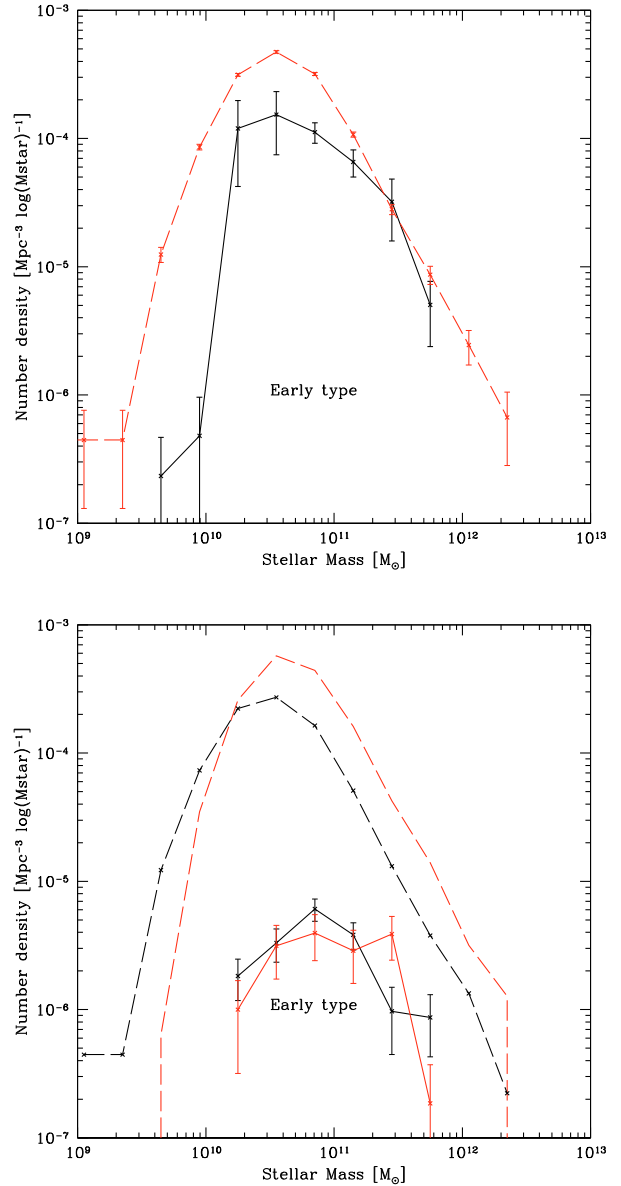 10⁻³
10⁻⁴
10⁻⁵
10⁻⁶
10⁻⁷
Number density [Mpc⁻³ log(Mstar)⁻¹]
Early type
10⁹ 10¹⁰ 10¹¹ 10¹² 10¹³
Stellar Mass [M☉]
10⁻³
10⁻⁴
10⁻⁵
10⁻⁶
10⁻⁷
Number density [Mpc⁻³ log(Mstar)⁻¹]
Early type
10⁹ 10¹⁰ 10¹¹ 10¹² 10¹³
Stellar Mass [M☉]